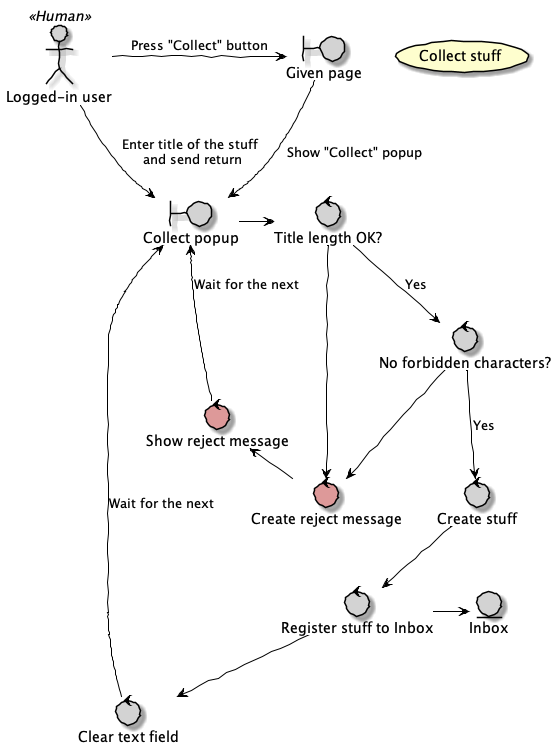 «Human»
Press "Collect" button
Collect stuff
Given page
Logged-in user
Enter title of the stuff
and send return
Show "Collect" popup
Collect popup
Title length OK?
Wait for the next
Yes
No forbidden characters?
Yes
Show reject message
Wait for the next
Create reject message
Create stuff
Register stuff to Inbox
Inbox
Clear text field